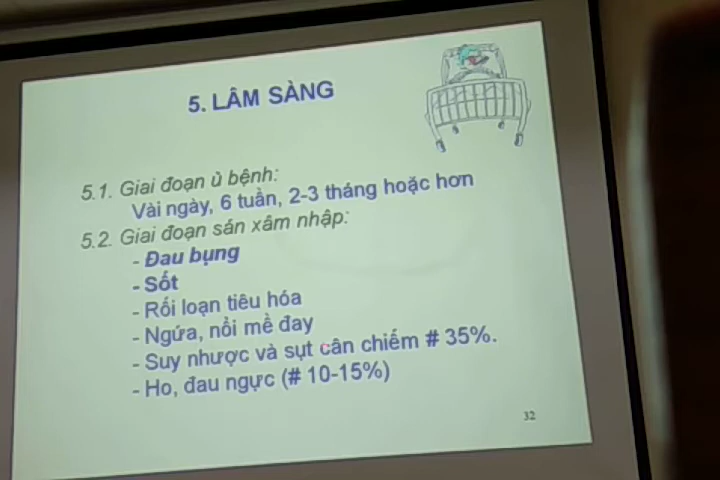 5. LÂM SÀNG
5.1. Giai đoạn ủ bệnh:
Vài ngày, 6 tuần, 2-3 tháng hoặc hơn
5.2. Giai đoạn sán xâm nhập:
- Đau bụng
- Sốt
- Rối loạn tiêu hóa
- Ngứa, nổi mề đay
- Suy nhược và sụt cân chiếm # 35%.
- Ho, đau ngực (# 10-15%)
32